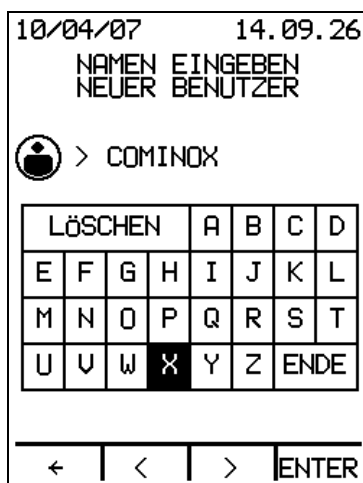 10/04/07 14.09.26
NAMEN EINGEBEN
NEUER BENUTZER
> COMINOX
LöSCHEN A B C D
E F G H I J K L
M N O P Q R S T
U V W X Y Z ENDE
← < > ENTER